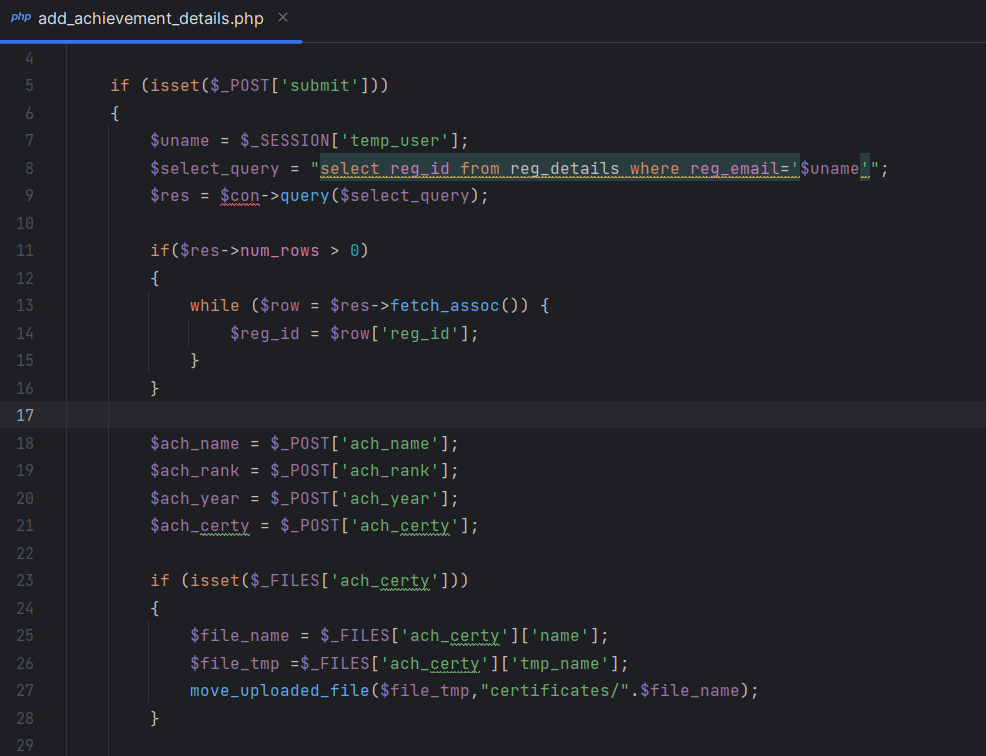 php add_achievement_details.php ×
4
5 if (isset($_POST['submit']))
6 {
7 $uname = $_SESSION['temp_user'];
8 $select_query = "select reg_id from reg_details where reg_email='$uname'";
9 $res = $con->query($select_query);
10
11 if($res->num_rows > 0)
12 {
13 while ($row = $res->fetch_assoc()) {
14 $reg_id = $row['reg_id'];
15 }
16 }
17
18 $ach_name = $_POST['ach_name'];
19 $ach_rank = $_POST['ach_rank'];
20 $ach_year = $_POST['ach_year'];
21 $ach_certy = $_POST['ach_certy'];
22
23 if (isset($_FILES['ach_certy']))
24 {
25 $file_name = $_FILES['ach_certy']['name'];
26 $file_tmp =$_FILES['ach_certy']['tmp_name'];
27 move_uploaded_file($file_tmp,"certificates/".$file_name);
28 }
29